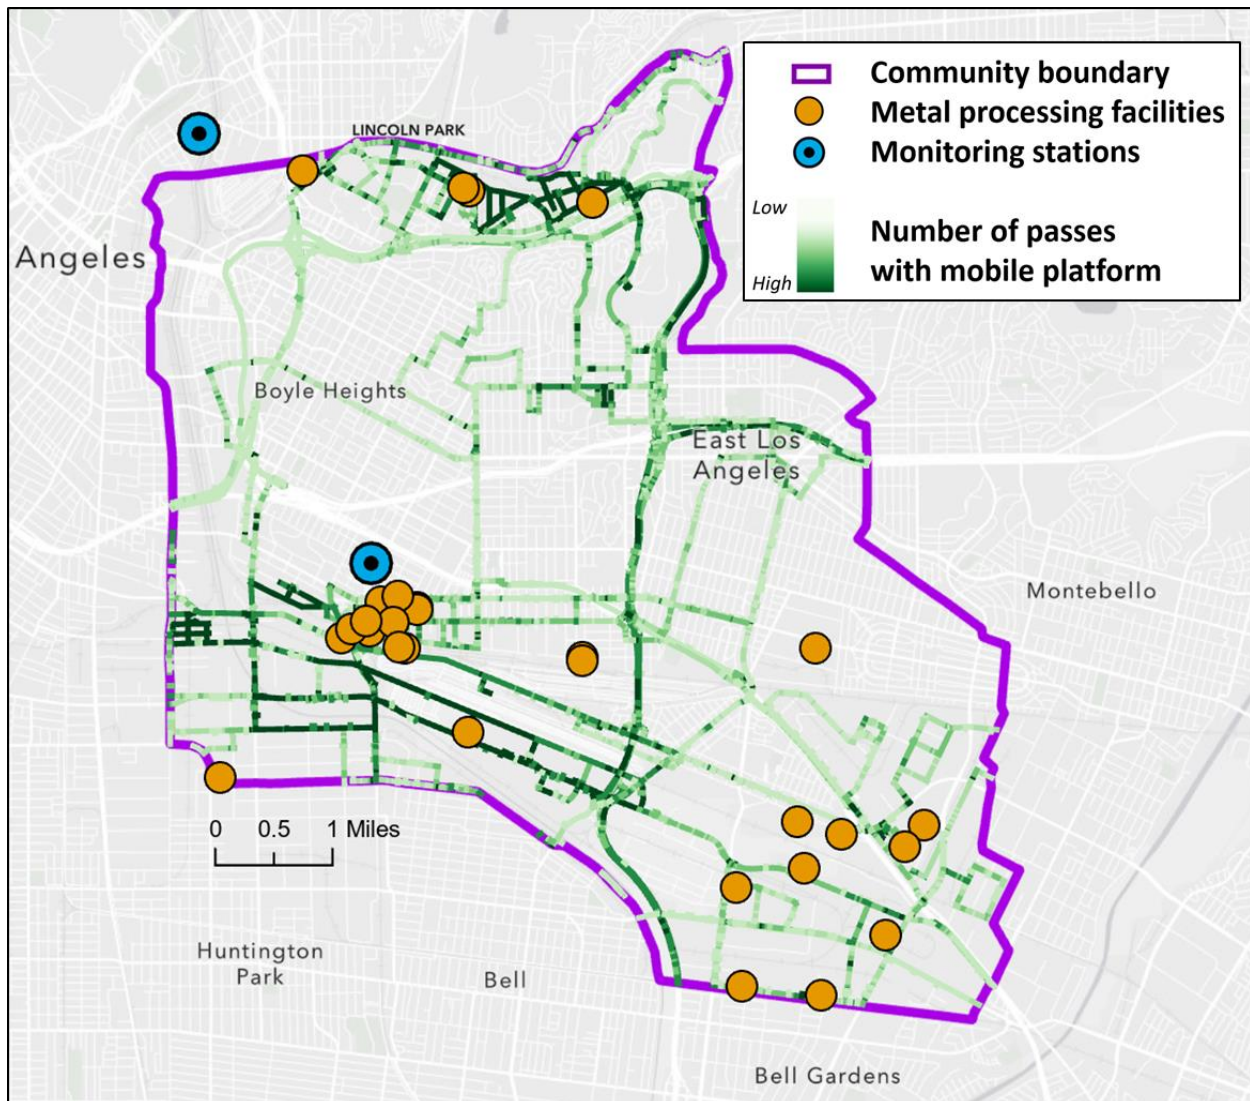 Community boundary
Metal processing facilities
Monitoring stations
Low
High
Number of passes
with mobile platform
LINCOLN PARK
Angeles
Boyle Heights
East Los
Angeles
Montebello
0 0.5 1 Miles
Huntington
Park
Bell
Bell Gardens